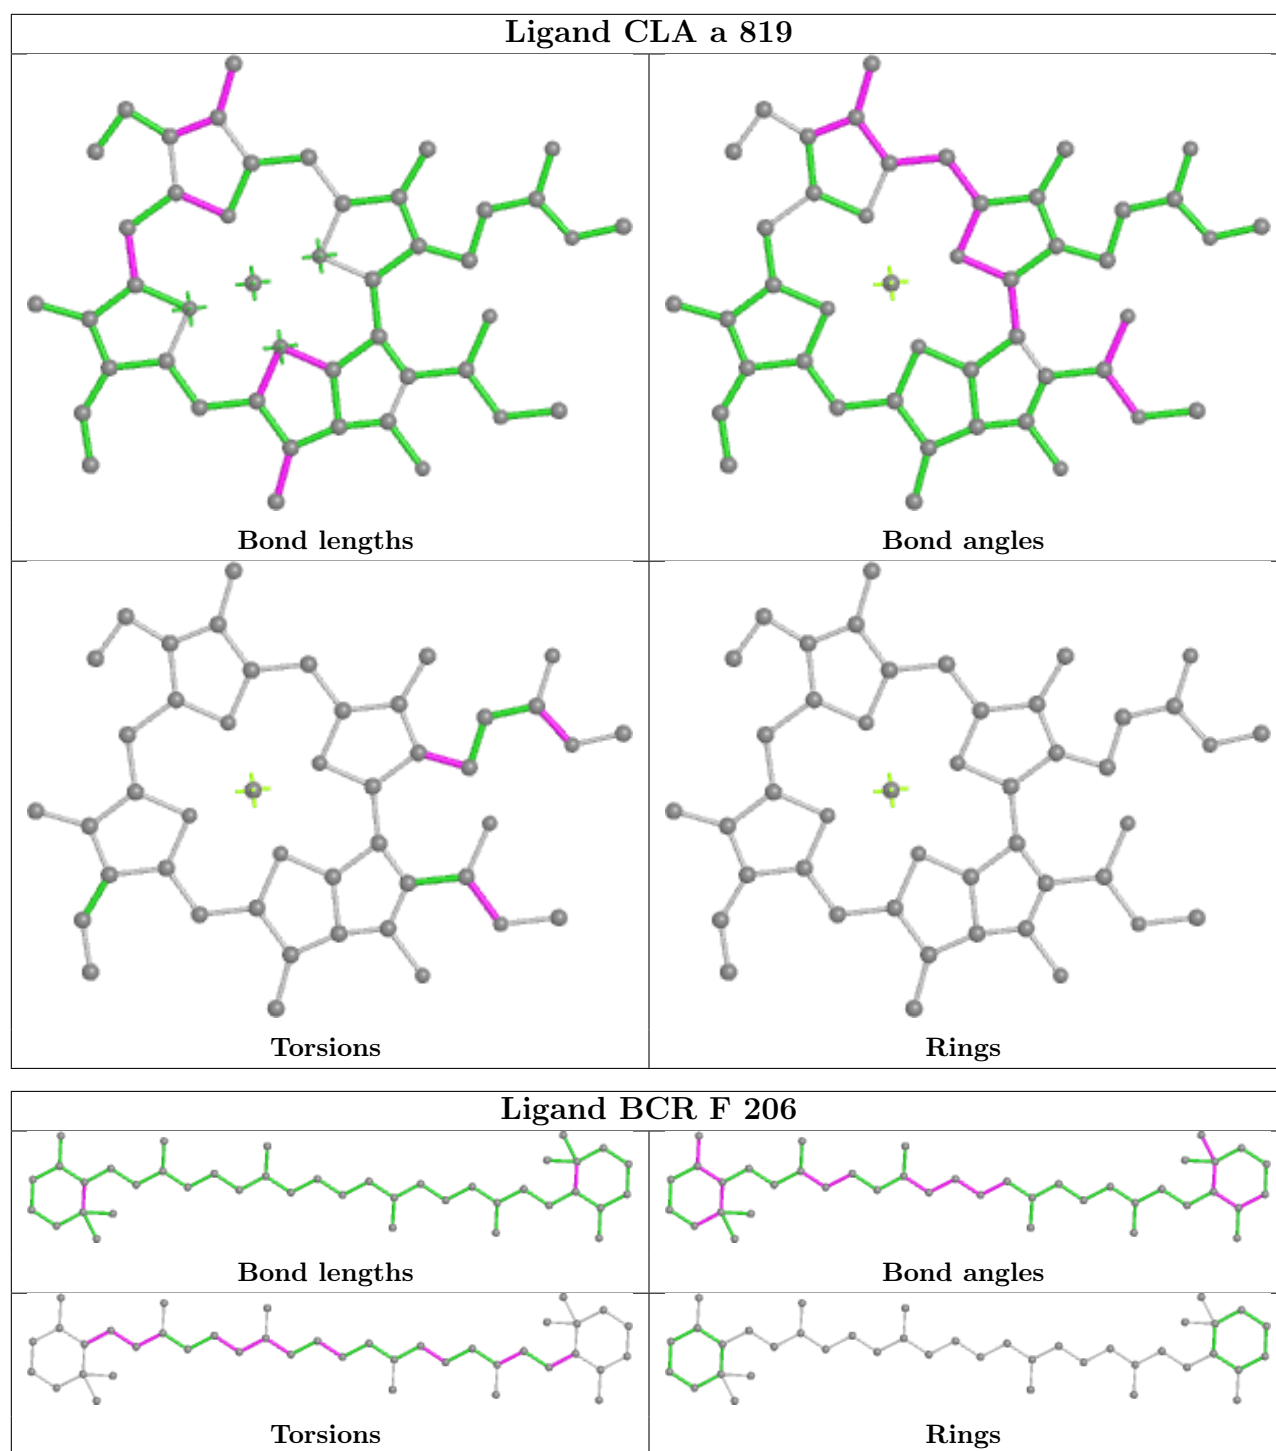 Ligand CLA a 819
Bond lengths
Bond angles
Torsions
Rings
Ligand BCR F 206
Bond lengths
Bond angles
Torsions
Rings